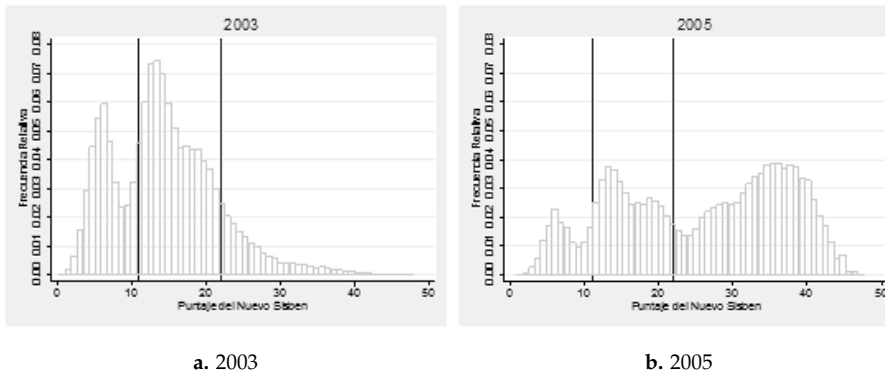 2003
Frecuencia Relativa
0.00 0.01 0.02 0.03 0.04 0.05 0.06 0.07 0.08
0 10 20 30 40 50
Puntaje del Nuevo Sisben
a. 2003
2005
Frecuencia Relativa
0.00 0.01 0.02 0.03 0.04 0.05 0.06 0.07 0.08
0 10 20 30 40 50
Puntaje del Nuevo Sisben
b. 2005